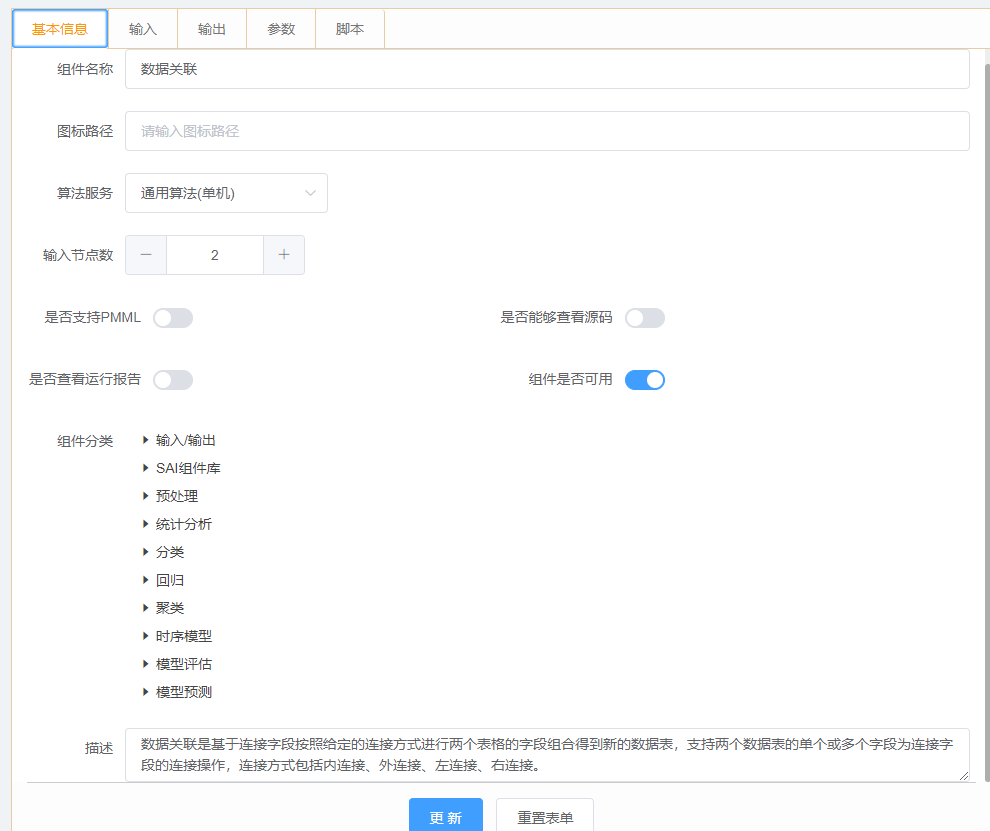 基本信息 输入 输出 参数 脚本
组件名称 数据关联
图标路径 请输入图标路径
算法服务 通用算法(单机)
输入节点数 2
是否支持PMML 是否能够查看源码
是否查看运行报告 组件是否可用
组件分类 输入/输出
SAI组件库
预处理
统计分析
分类
回归
聚类
时序模型
模型评估
模型预测
描述 数据关联是基于连接字段按照给定的连接方式进行两个表格的字段组合得到新的数据表，支持两个数据表的单个或多个字段为连接字
段的连接操作，连接方式包括内连接、外连接、左连接、右连接。
更新 重置表单